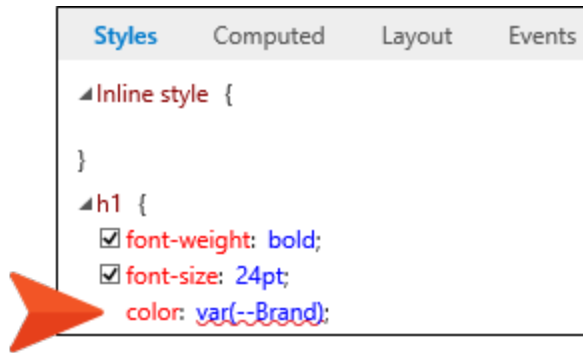 Styles Computed Layout Events
Inline style {
}
h1 {
font-weight: bold;
font-size: 24pt;
color: var(--Brand);